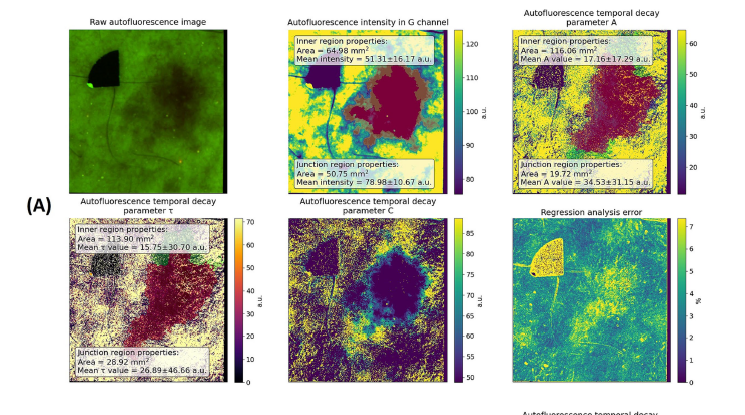 Raw autofluorescence image
Autofluorescence intensity in G channel
Inner region properties:
Area = 64.98 mm²
Mean intensity = 51.31±16.17 a.u.
Junction region properties:
Area = 50.75 mm²
Mean intensity = 78.98±10.67 a.u.
120
110
100
90
80
a.u.
Autofluorescence temporal decay
parameter A
Inner region properties:
Area = 116.06 mm²
Mean A value = 17.16±17.29 a.u.
Junction region properties:
Area = 19.72 mm²
Mean A value = 34.53±31.15 a.u.
60
50
40
30
20
a.u.
(A)
Autofluorescence temporal decay
parameter τ
Inner region properties:
Area = 113.90 mm²
Mean τ value = 15.75±30.70 a.u.
Junction region properties:
Area = 28.92 mm²
Mean τ value = 26.89±46.66 a.u.
70
60
50
40
30
20
10
0
a.u.
Autofluorescence temporal decay
parameter C
85
80
75
70
65
60
55
50
a.u.
Regression analysis error
7
6
5
4
3
2
1
0
%
Autofluorescence temporal decay